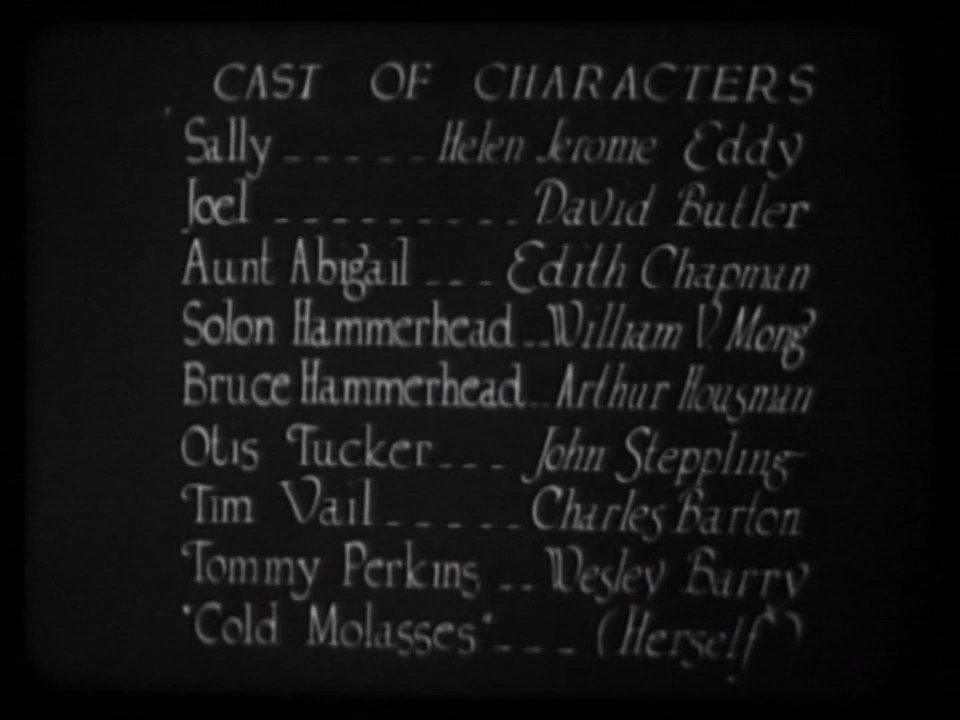 CAST OF CHARACTERS
Sally _ _ _ _ _ Helen Jerome Eddy
Joel _ _ _ _ _ _ _ _ _ David Butler
Aunt Abigail _ _ _ Edith Chapman
Solon Hammerhead _ _ William V. Mong
Bruce Hammerhead _ _ Arthur Housman
Otis Tucker _ _ _ John Steppling
Tim Vail _ _ _ _ _ Charles Barton
Tommy Perkins _ _ Wesley Barry
"Cold Molasses" _ _ _ (Herself)